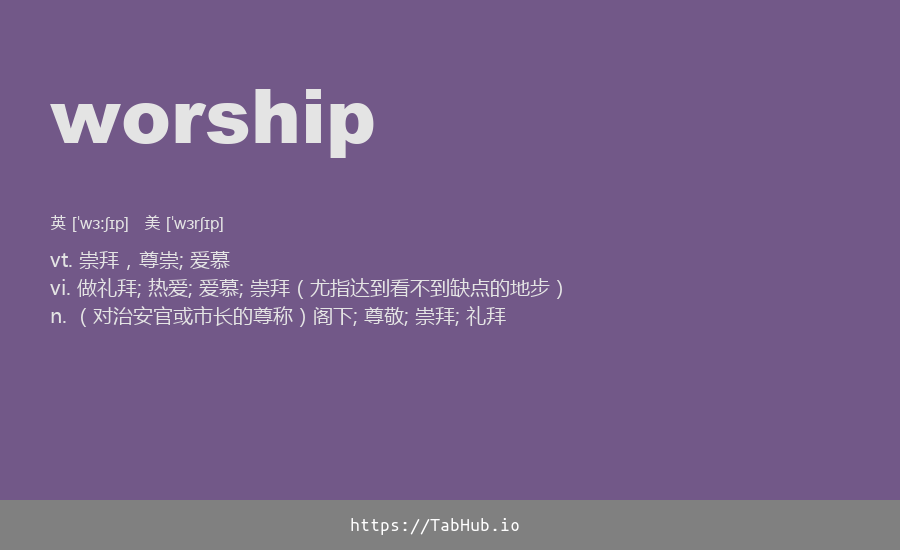 worship
英 [ˈwɜːʃɪp] 美 [ˈwɜrʃɪp]
vt. 崇拜，尊崇; 爱慕
vi. 做礼拜; 热爱; 爱慕; 崇拜（尤指达到看不到缺点的地步）
n. （对治安官或市长的尊称）阁下; 尊敬; 崇拜; 礼拜
https://TabHub.io